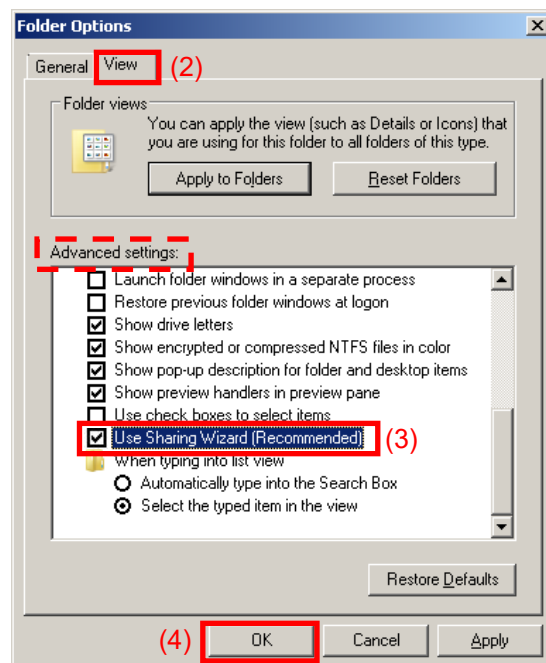 Folder Options
General View (2)
Folder views
You can apply the view (such as Details or Icons) that
you are using for this folder to all folders of this type.
Apply to Folders Reset Folders
Advanced settings:
Launch folder windows in a separate process
Restore previous folder windows at logon
Show drive letters
Show encrypted or compressed NTFS files in color
Show pop-up description for folder and desktop items
Show preview handlers in preview pane
Use check boxes to select items
Use Sharing Wizard (Recommended) (3)
When typing into list view
Automatically type into the Search Box
Select the typed item in the view
Restore Defaults
(4) OK Cancel Apply